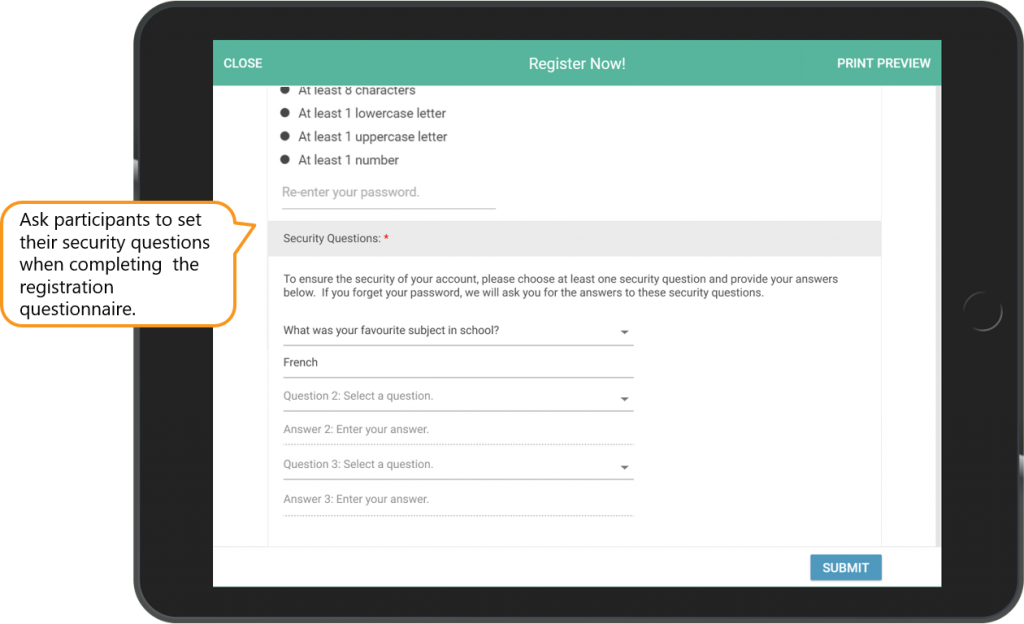 CLOSE
Register Now!
PRINT PREVIEW
At least 8 characters
At least 1 lowercase letter
At least 1 uppercase letter
At least 1 number
Re-enter your password.
Ask participants to set
their security questions
when completing the
registration
questionnaire.
Security Questions: *
To ensure the security of your account, please choose at least one security question and provide your answers
below. If you forget your password, we will ask you for the answers to these security questions.
What was your favourite subject in school?
French
Question 2: Select a question.
Answer 2: Enter your answer.
Question 3: Select a question.
Answer 3: Enter your answer.
SUBMIT